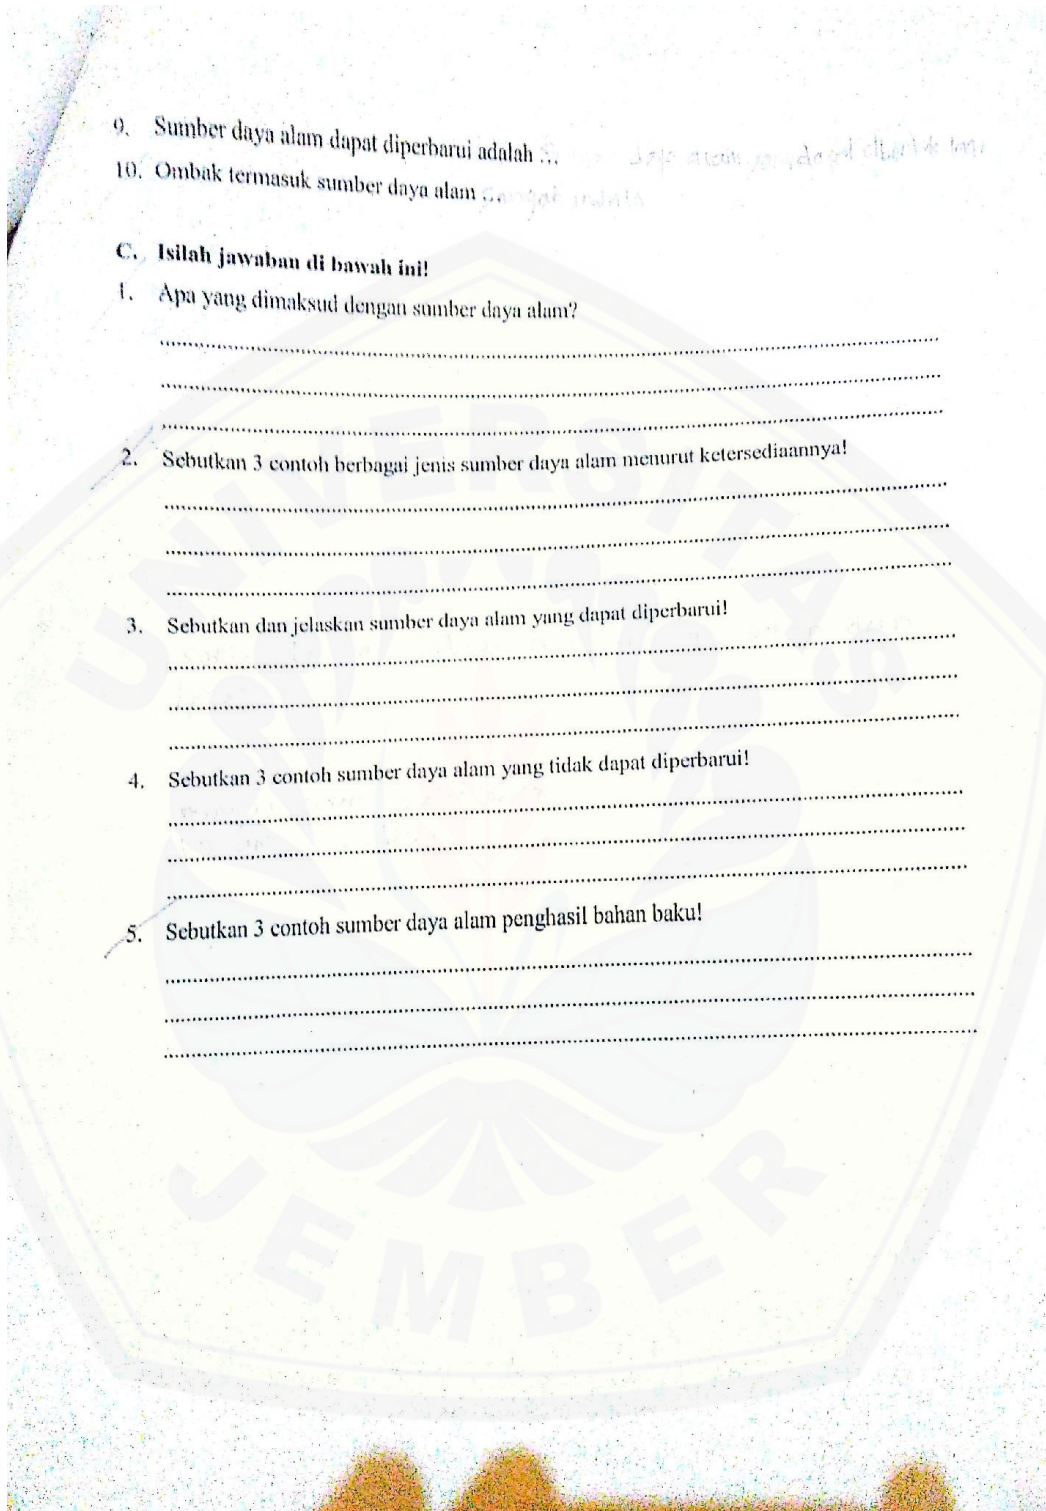 9. Sumber daya alam dapat diperbarui adalah ...
10. Ombak termasuk sumber daya alam ...
C. Isilah jawaban di bawah ini!
1. Apa yang dimaksud dengan sumber daya alam?
2. Sebutkan 3 contoh berbagai jenis sumber daya alam menurut ketersediaannya!
3. Sebutkan dan jelaskan sumber daya alam yang dapat diperbarui!
4. Sebutkan 3 contoh sumber daya alam yang tidak dapat diperbarui!
5. Sebutkan 3 contoh sumber daya alam penghasil bahan baku!
UNIVERSITAS
JEMBER